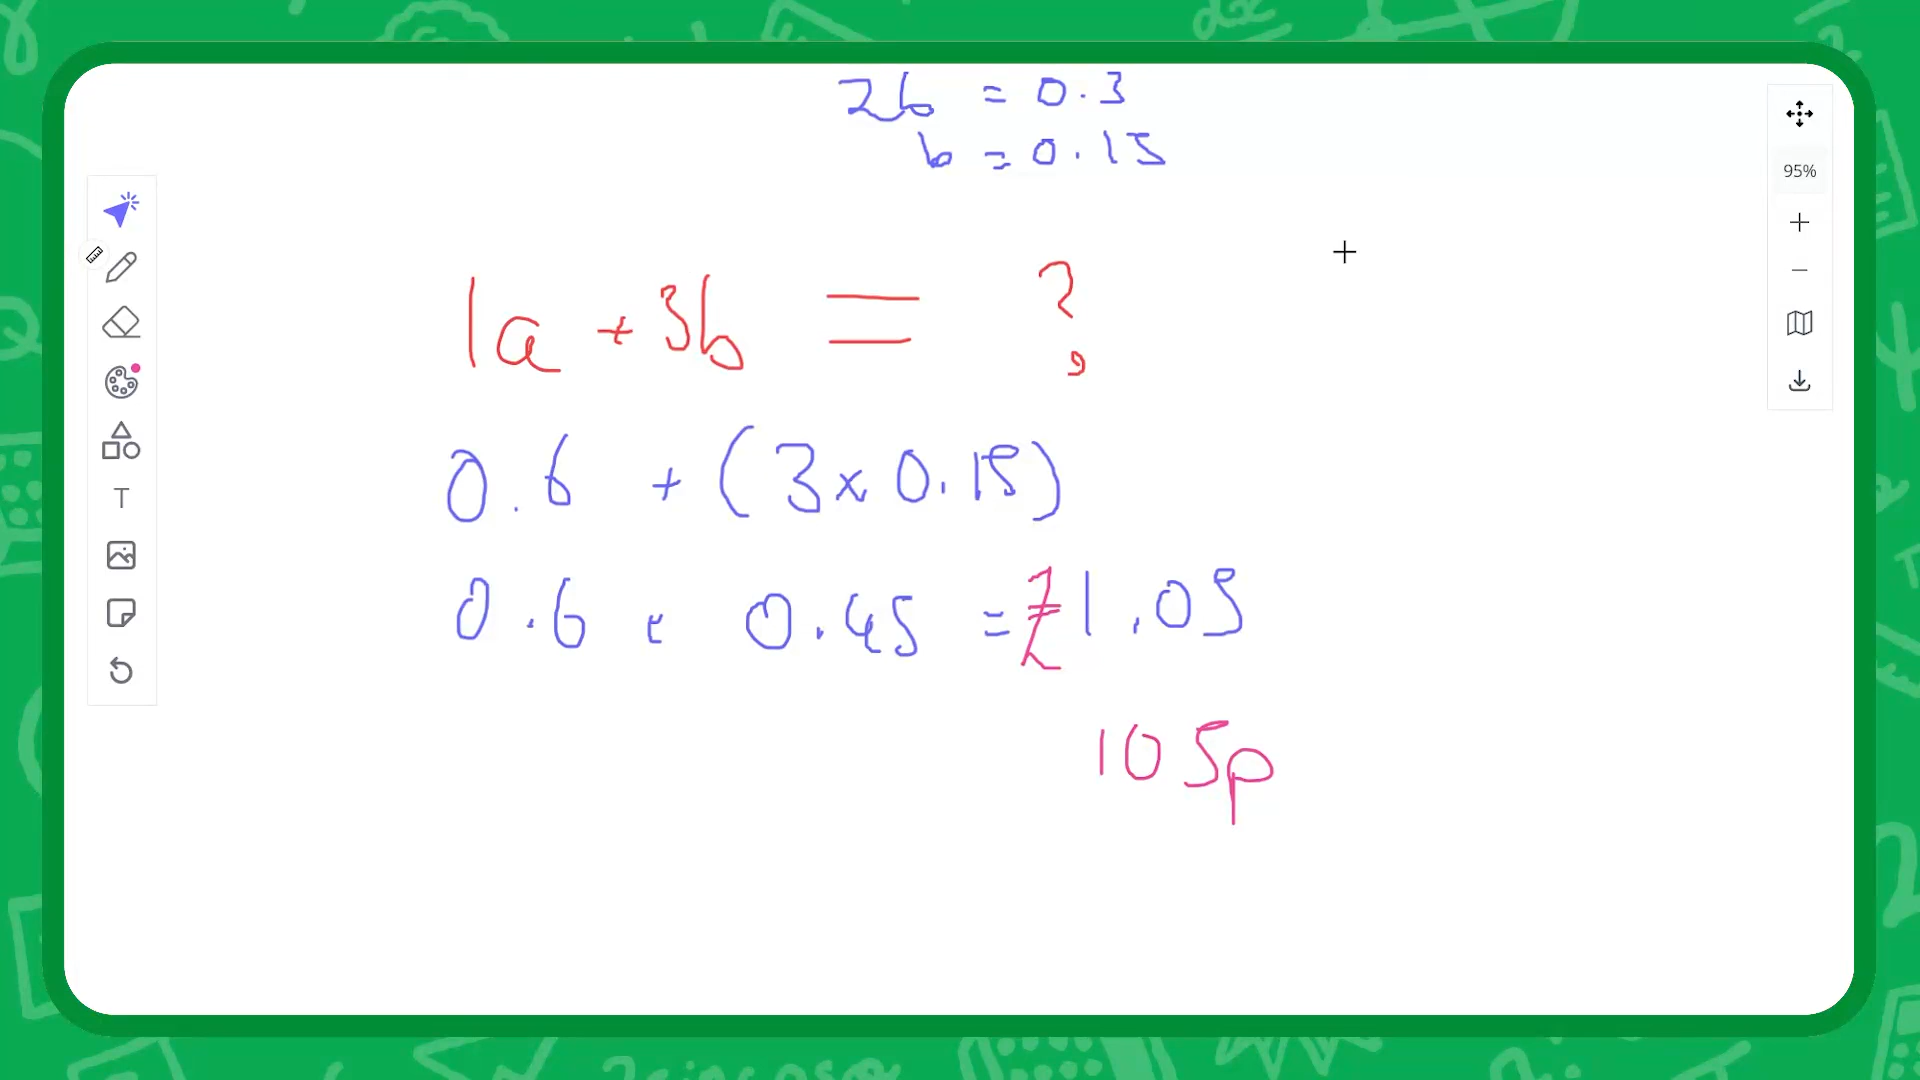 2b = 0.3
b = 0.15
95%
1a + 3b = ?
0.6 + (3 x 0.15)
T
0.6 + 0.45 = £1.05
105p